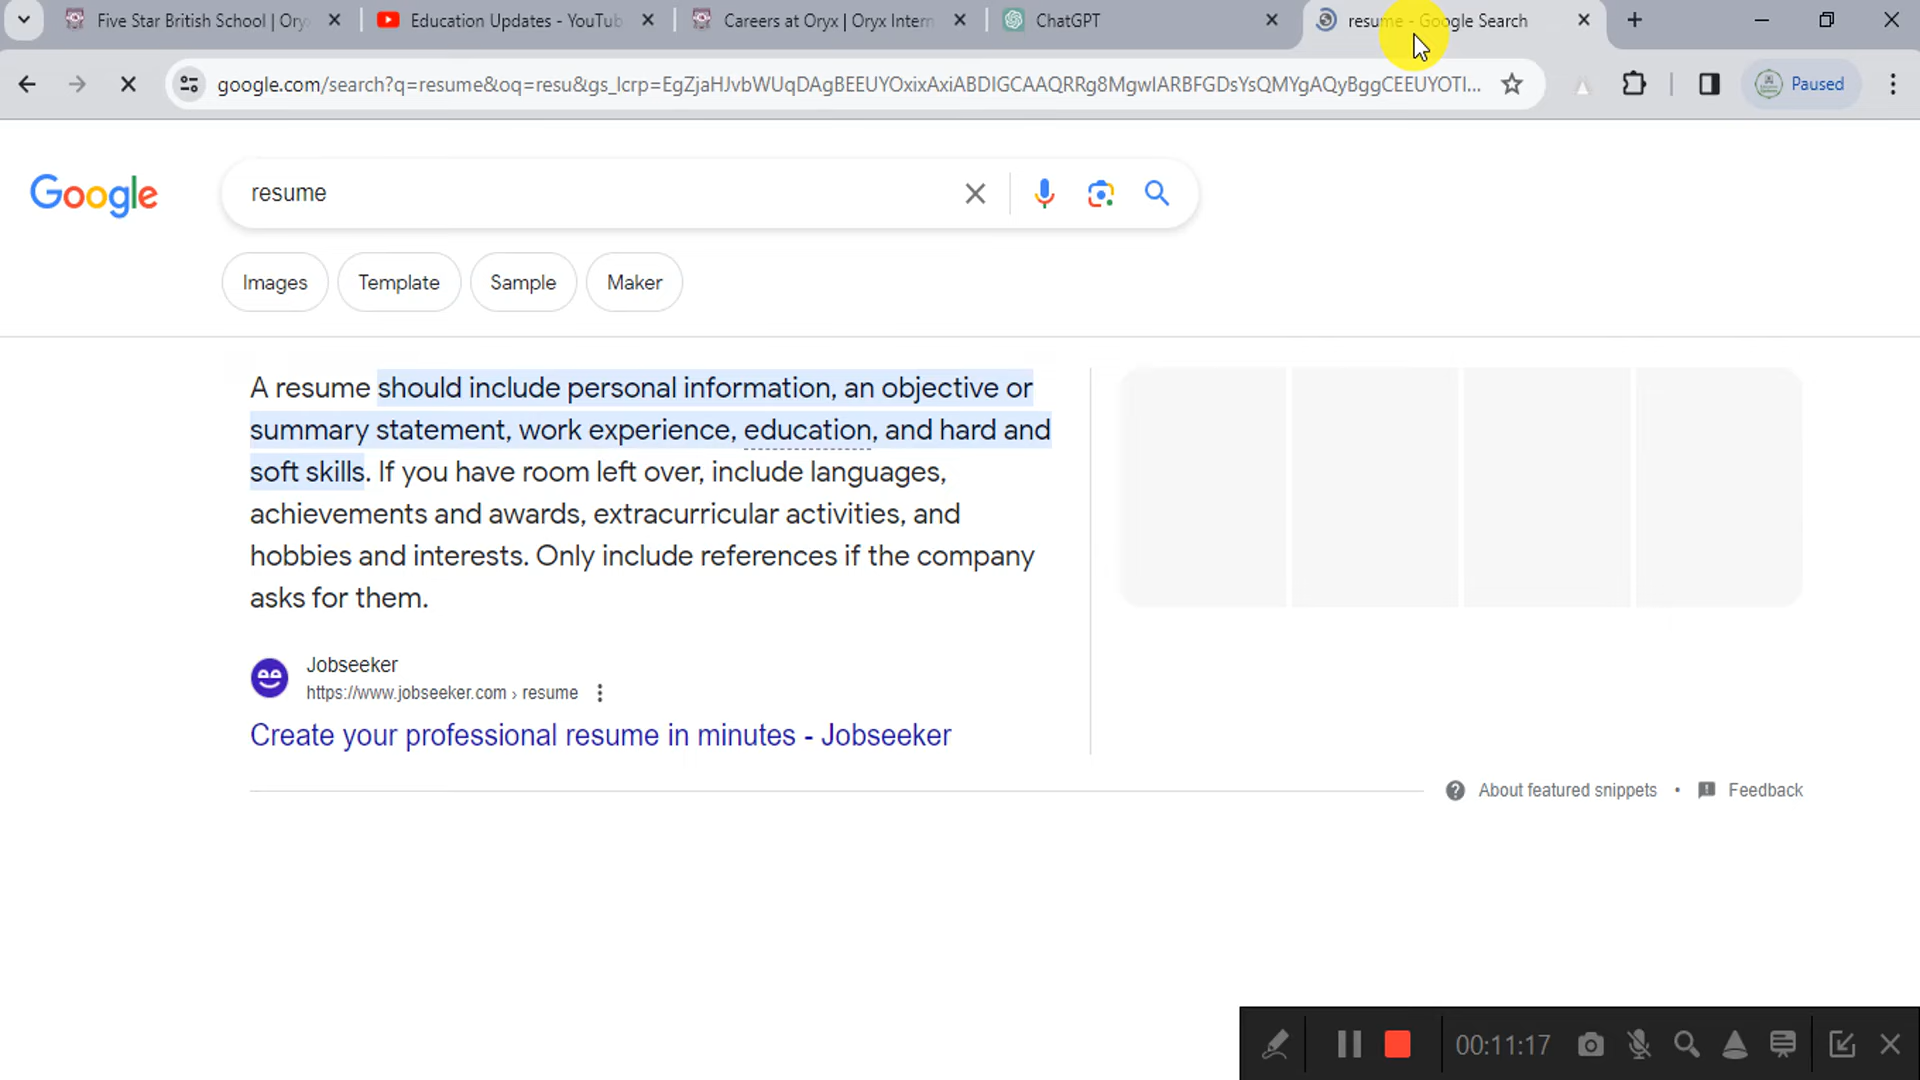 Five Star British School | Ory
Education Updates - YouTub
Careers at Oryx | Oryx Intern
ChatGPT
resume - Google Search
google.com/search?q=resume&oq=resu&gs_lcrp=EgZjaHJvbWUqDAgBEEUYOxixAxiABDIGCAAQRRg8MgwIARBFGDsYsQMYgAQyBggCEEUYOTI...
Paused
Google
resume
Images
Template
Sample
Maker
A resume should include personal information, an objective or
summary statement, work experience, education, and hard and
soft skills. If you have room left over, include languages,
achievements and awards, extracurricular activities, and
hobbies and interests. Only include references if the company
asks for them.
Jobseeker
https://www.jobseeker.com › resume
Create your professional resume in minutes - Jobseeker
About featured snippets • Feedback
00:11:17